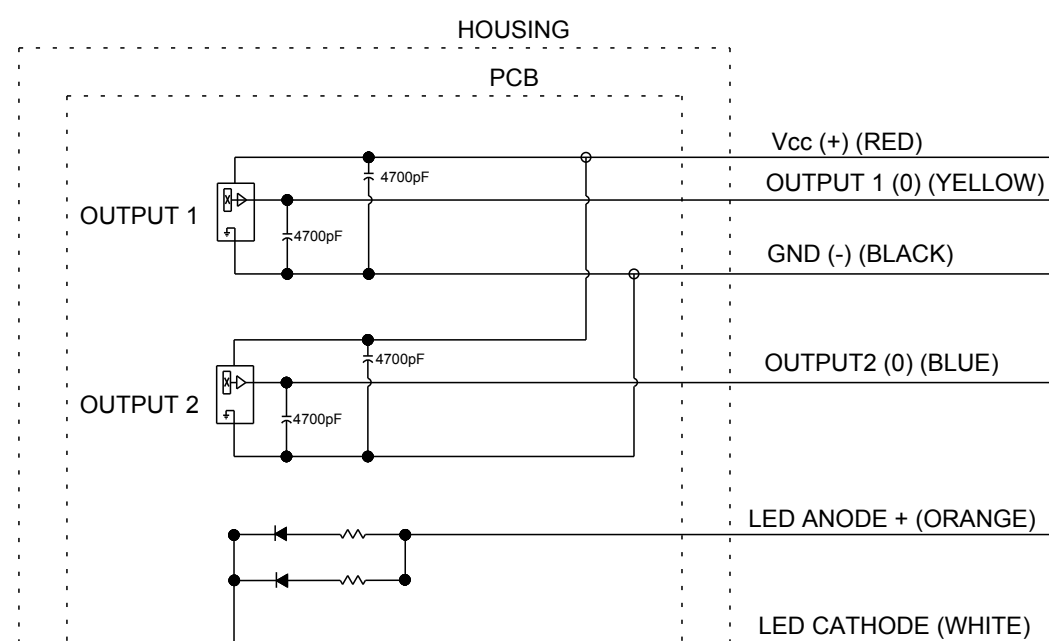 HOUSING
PCB
Vcc (+) (RED)
4700pF
OUTPUT 1 (0) (YELLOW)
OUTPUT 1
4700pF
GND (-) (BLACK)
4700pF
OUTPUT2 (0) (BLUE)
OUTPUT 2
4700pF
LED ANODE + (ORANGE)
LED CATHODE (WHITE)